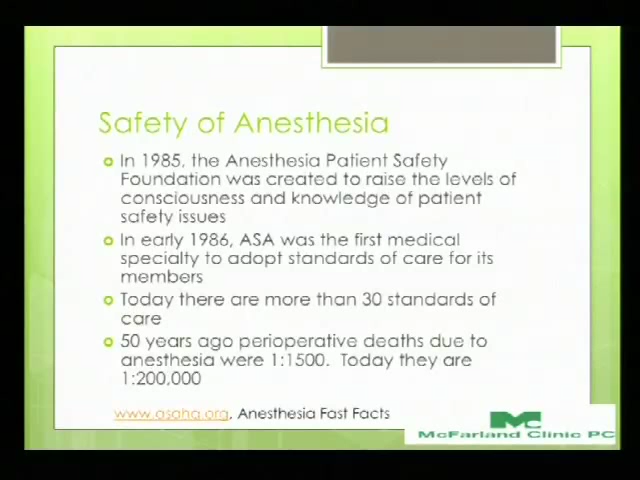 Safety of Anesthesia
In 1985, the Anesthesia Patient Safety
Foundation was created to raise the levels of
consciousness and knowledge of patient
safety issues
In early 1986, ASA was the first medical
specialty to adopt standards of care for its
members
Today there are more than 30 standards of
care
50 years ago perioperative deaths due to
anesthesia were 1:1500. Today they are
1:200,000
www.asaha.org, Anesthesia Fast Facts
MC
McFarland Clinic PC